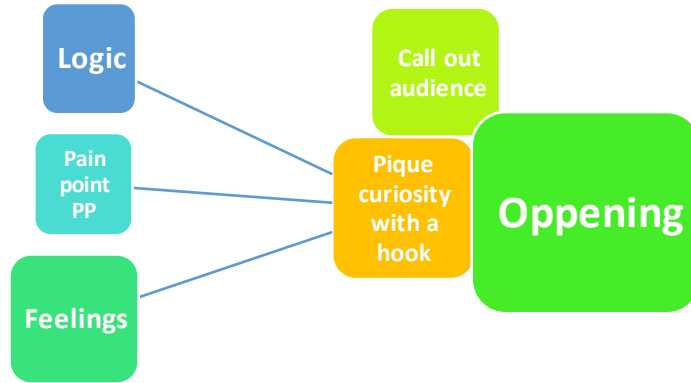 Logic
Call out
audience
Pain
point
PP
Pique
curiosity
with a
hook
Oppening
Feelings